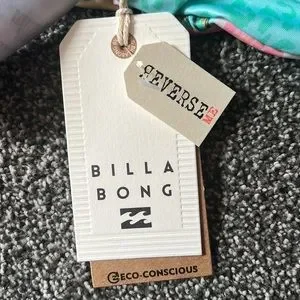 REVERSE
ME
BILLA
BONG
ECO-CONSCIOUS